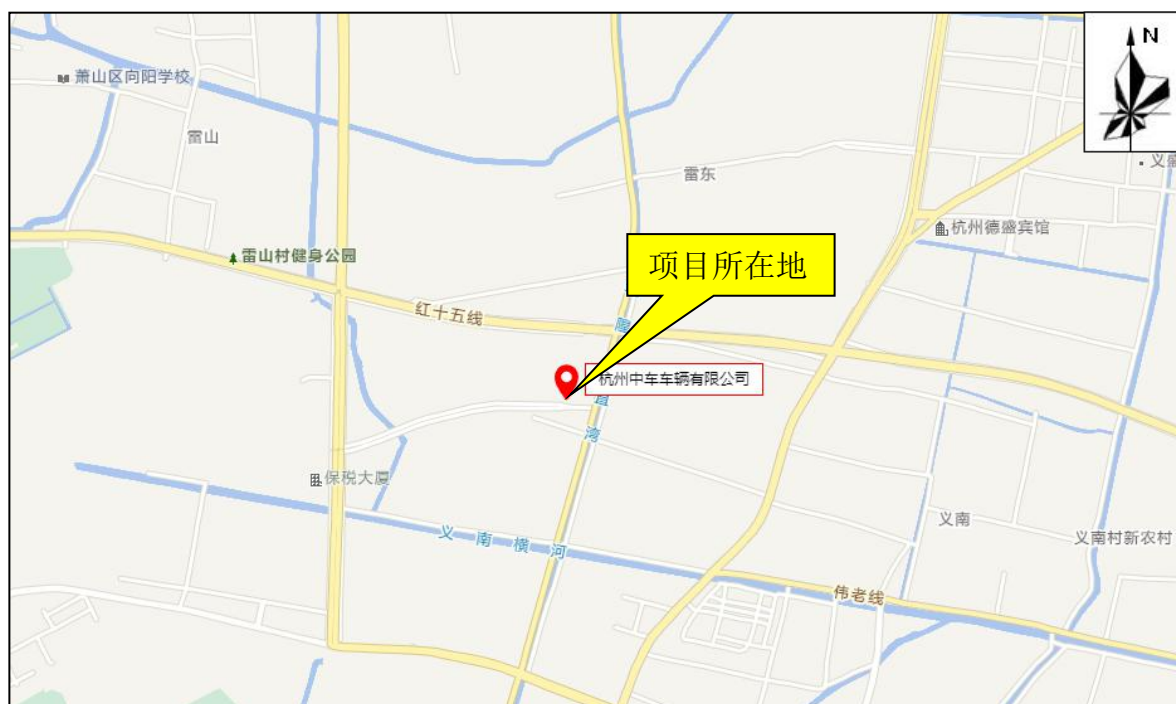 N
萧山区向阳学校
雷山
义盛
雷东
杭州德盛宾馆
雷山村健身公园
项目所在地
红十五线
杭州中车车辆有限公司
直
湾
保税大厦
义南横河
义南
义南村新农村
伟老线